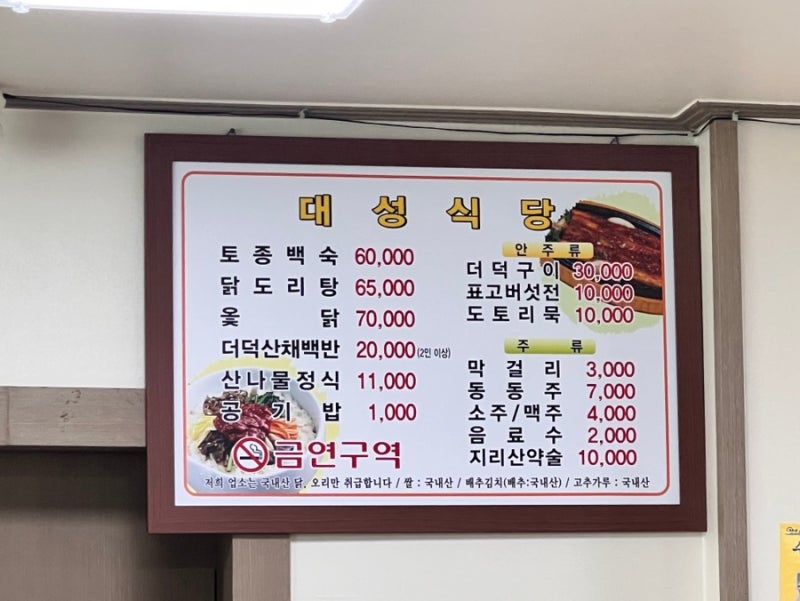 대성식당
토종백숙 60,000
닭도리탕 65,000
옻닭 70,000
더덕산채백반 20,000 (2인 이상)
산나물정식 11,000
공기밥 1,000
금연구역
안주류
더덕구이 30,000
표고버섯전 10,000
도토리묵 10,000
주류
막걸리 3,000
동동주 7,000
소주/맥주 4,000
음료수 2,000
지리산약술 10,000
저희 업소는 국내산 닭, 오리만 취급합니다 / 쌀 : 국내산 / 배추김치(배추:국내산) / 고추가루 : 국내산